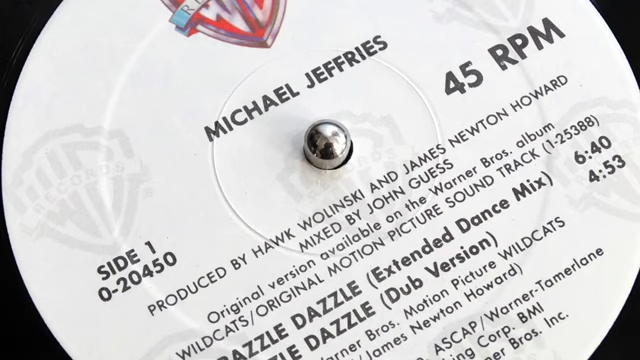 MICHAEL JEFFRIES
45 RPM
SIDE 1
0-20450
PRODUCED BY HAWK WOLINSKI AND JAMES NEWTON HOWARD
MIXED BY JOHN GUESS
Original version available on the Warner Bros. album
WILDCATS/ORIGINAL MOTION PICTURE SOUND TRACK (1-25388)
RAZZLE DAZZLE (Extended Dance Mix) 6:40
DAZZLE (Dub Version) 4:53
Warner Bros. Motion Picture WILDCATS
James Newton Howard)
ASCAP/Warner-Tamerlane
Corp. BMI
Bros. Inc.
RECORDS